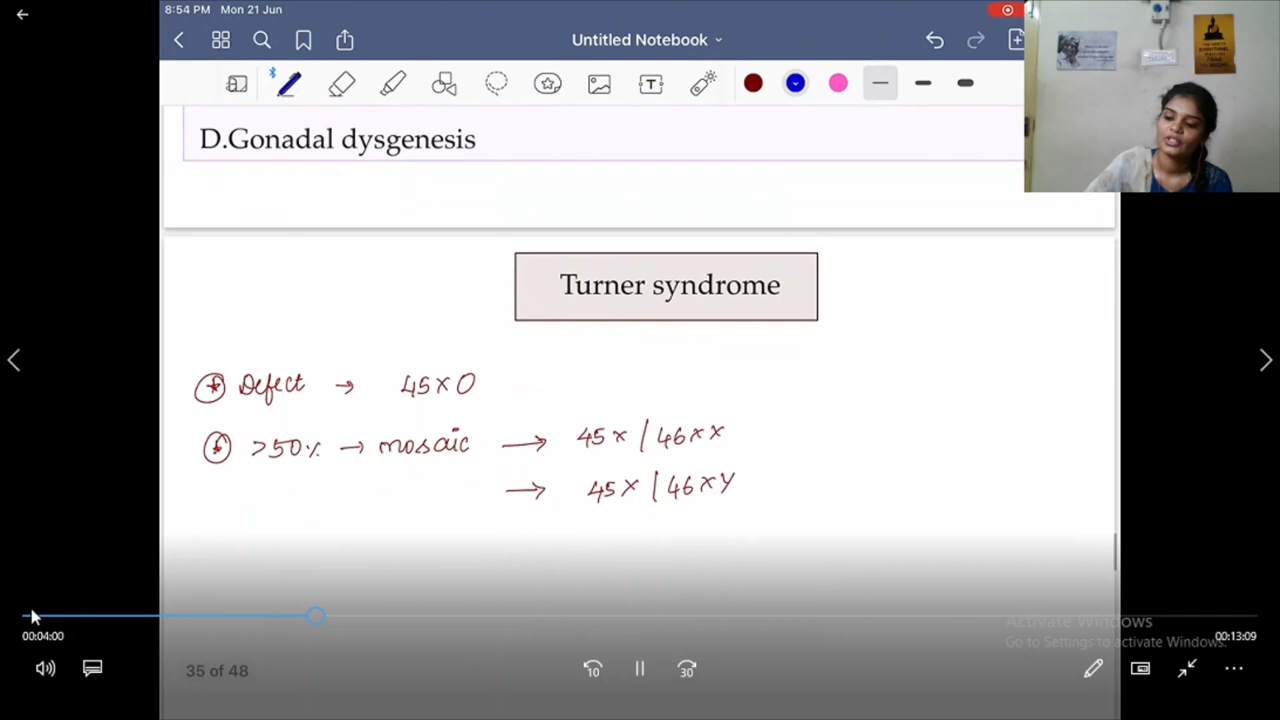 8:54 PM Mon 21 Jun
Untitled Notebook
D.Gonadal dysgenesis
Turner syndrome
Defect → 45XO
>50% → mosaic → 45X / 46XX
→ 45X / 46XY
Activate Windows
Go to Settings to activate Windows.
00:04:00
00:13:09
35 of 48
10
30